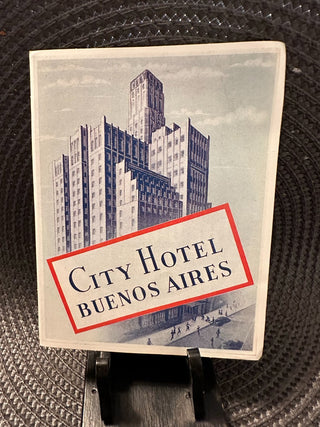 CITY HOTEL
BUENOS AIRES